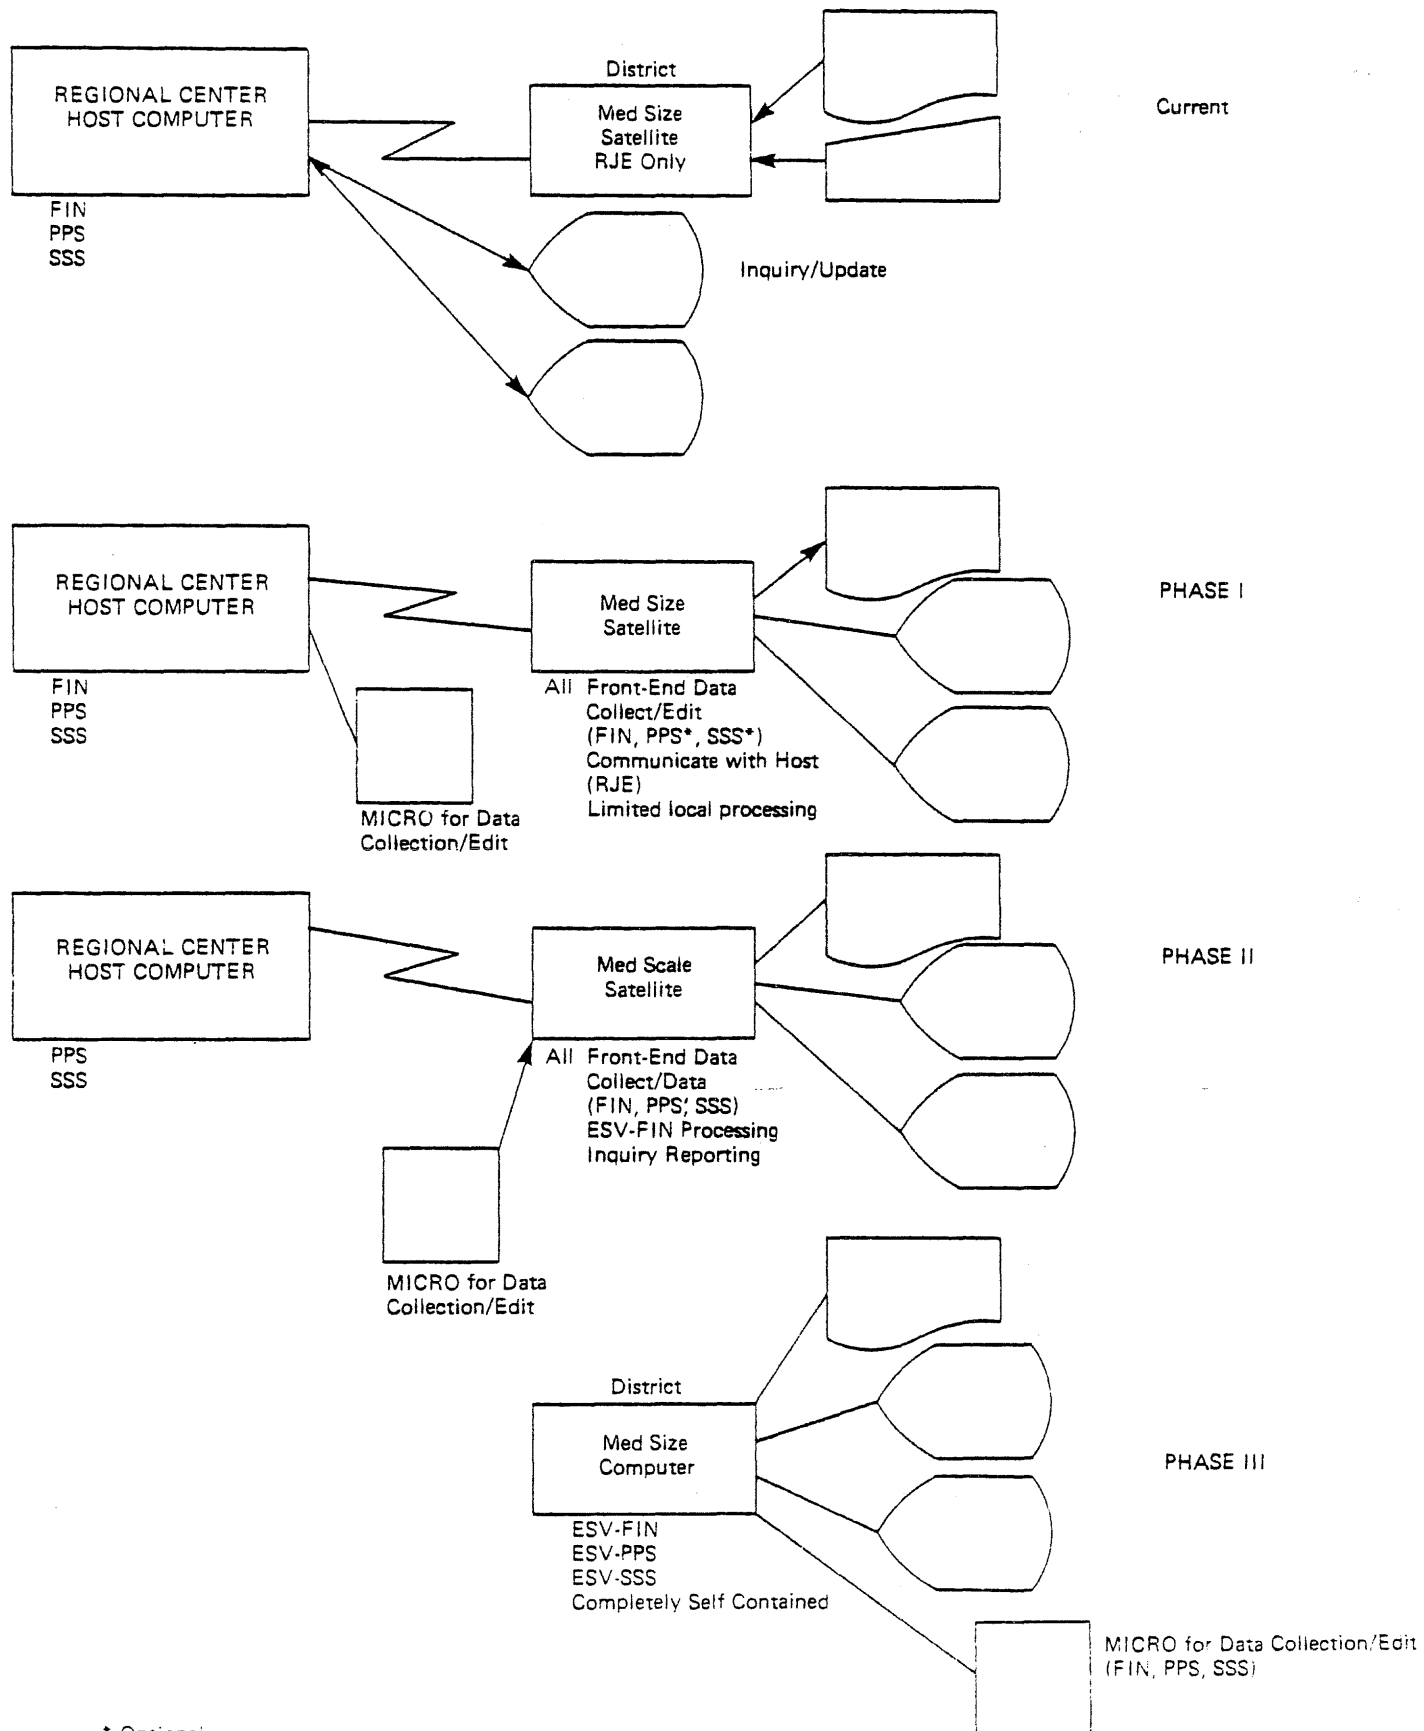 District
REGIONAL CENTER
HOST COMPUTER
Med Size
Satellite
RJE Only
Current
FIN
PPS
SSS
Inquiry/Update
REGIONAL CENTER
HOST COMPUTER
Med Size
Satellite
PHASE I
FIN
PPS
SSS
All Front-End Data
Collect/Edit
(FIN, PPS*, SSS*)
Communicate with Host
(RJE)
Limited local processing
MICRO for Data
Collection/Edit
REGIONAL CENTER
HOST COMPUTER
Med Scale
Satellite
PHASE II
PPS
SSS
All Front-End Data
Collect/Data
(FIN, PPS, SSS)
ESV-FIN Processing
Inquiry Reporting
MICRO for Data
Collection/Edit
District
Med Size
Computer
PHASE III
ESV-FIN
ESV-PPS
ESV-SSS
Completely Self Contained
MICRO for Data Collection/Edit
(FIN, PPS, SSS)